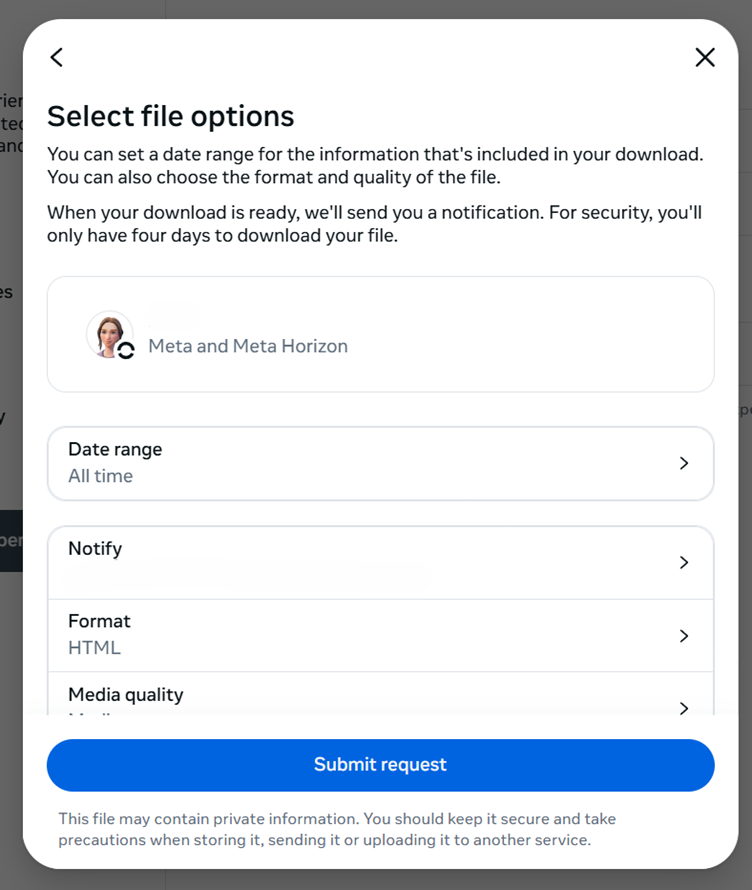 Select file options
You can set a date range for the information that's included in your download.
You can also choose the format and quality of the file.
When your download is ready, we'll send you a notification. For security, you'll
only have four days to download your file.
Meta and Meta Horizon
Date range
All time
Notify
Format
HTML
Media quality
Submit request
This file may contain private information. You should keep it secure and take
precautions when storing it, sending it or uploading it to another service.